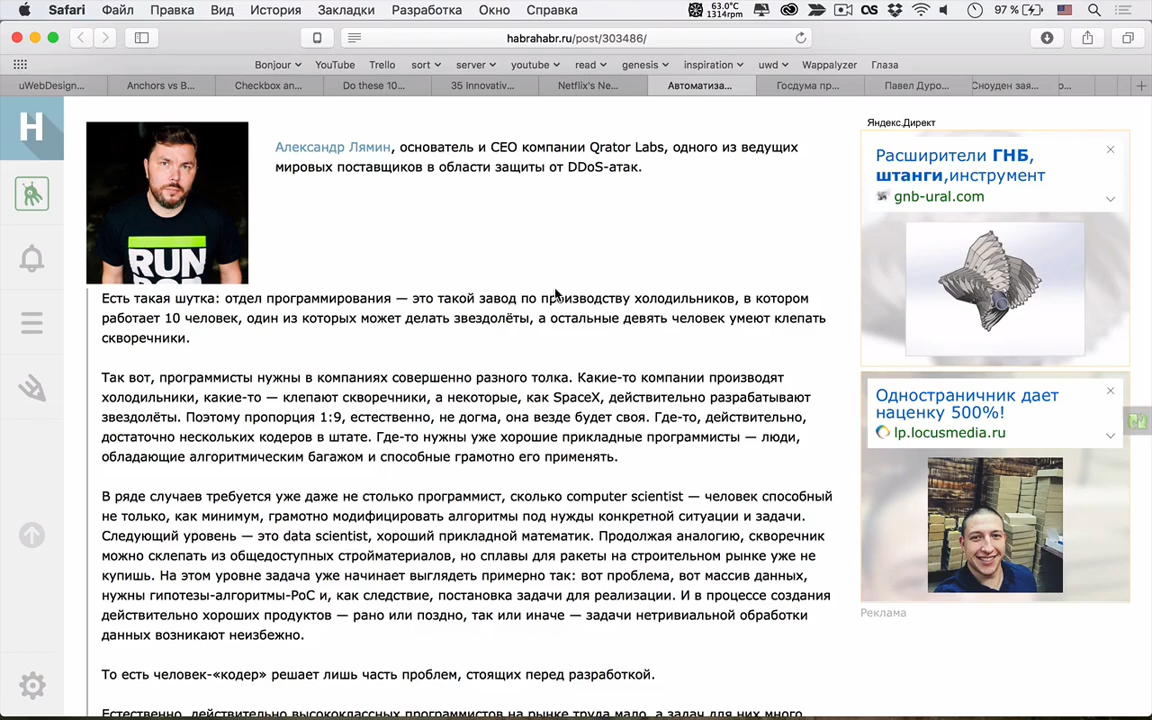 Safari Файл Правка Вид История Закладки Разработка Окно Справка 63.0°C 1314rpm 97 %
habrahabr.ru/post/303486/
Bonjour YouTube Trello sort server youtube read genesis inspiration uwd Wappalyzer Глаза
uWebDesign... Anchors vs B... Checkbox an... Do these 10... 35 Innovativ... Netflix's Ne... Автоматиза... Госдума пр... Павел Дуро... Сноуден зая...
H
Александр Лямин, основатель и CEO компании Qrator Labs, одного из ведущих
мировых поставщиков в области защиты от DDoS-атак.
RUN
Есть такая шутка: отдел программирования — это такой завод по производству холодильников, в котором
работает 10 человек, один из которых может делать звездолёты, а остальные девять человек умеют клепать
скворечники.
Так вот, программисты нужны в компаниях совершенно разного толка. Какие-то компании производят
холодильники, какие-то — клепают скворечники, а некоторые, как SpaceX, действительно разрабатывают
звездолёты. Поэтому пропорция 1:9, естественно, не догма, она везде будет своя. Где-то, действительно,
достаточно нескольких кодеров в штате. Где-то нужны уже хорошие прикладные программисты — люди,
обладающие алгоритмическим багажом и способные грамотно его применять.
В ряде случаев требуется уже даже не столько программист, сколько computer scientist — человек способный
не только, как минимум, грамотно модифицировать алгоритмы под нужды конкретной ситуации и задачи.
Следующий уровень — это data scientist, хороший прикладной математик. Продолжая аналогию, скворечник
можно склепать из общедоступных стройматериалов, но сплавы для ракеты на строительном рынке уже не
купишь. На этом уровне задача уже начинает выглядеть примерно так: вот проблема, вот массив данных,
нужны гипотезы-алгоритмы-PoC и, как следствие, постановка задачи для реализации. И в процессе создания
действительно хороших продуктов — рано или поздно, так или иначе — задачи нетривиальной обработки
данных возникают неизбежно.
То есть человек-«кодер» решает лишь часть проблем, стоящих перед разработкой.
Естественно, действительно высококлассных программистов на рынке труда мало, а задач для них много.
Яндекс.Директ
Расширители ГНБ,
штанги,инструмент
gnb-ural.com
Одностраничник дает
наценку 500%!
lp.locusmedia.ru
Реклама